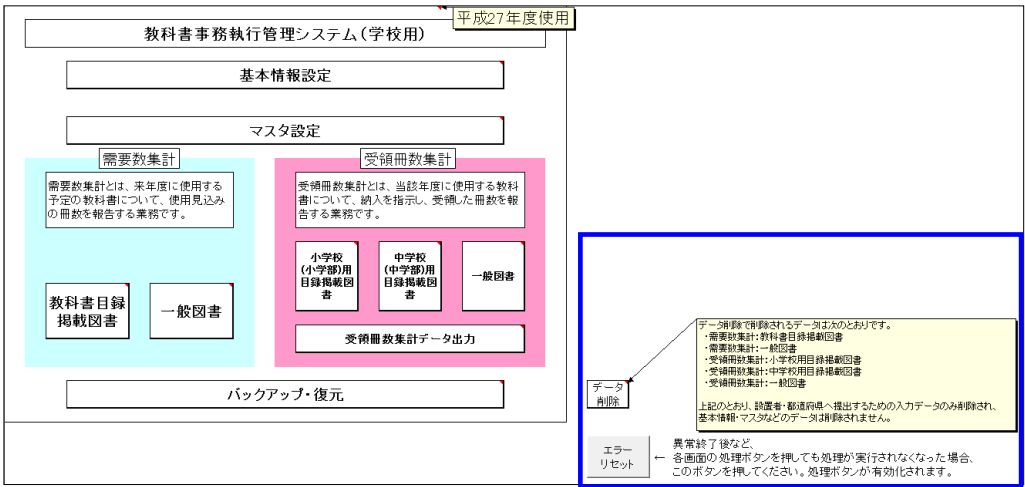 平成27年度使用
教科書事務執行管理システム(学校用)
基本情報設定
マスタ設定
需要数集計
需要数集計とは、来年度に使用する
予定の教科書について、使用見込み
の冊数を報告する業務です。
教科書目録
掲載図書
一般図書
受領冊数集計
受領冊数集計とは、当該年度に使用する教科
書について、納入を指示し、受領した冊数を報
告する業務です。
小学校
(小学部)用
目録掲載図
書
中学校
(中学部)用
目録掲載図
書
一般図書
受領冊数集計データ出力
バックアップ・復元
データ削除で削除されるデータは次のとおりです。
・需要数集計:教科書目録掲載図書
・需要数集計:一般図書
・受領冊数集計:小学校用目録掲載図書
・受領冊数集計:中学校用目録掲載図書
・受領冊数集計:一般図書
上記のとおり、設置者・都道府県へ提出するための入力データのみ削除され、
基本情報・マスタなどのデータは削除されません。
データ
削除
エラー
リセット
← 異常終了後など、
各画面の処理ボタンを押しても処理が実行されなくなった場合、
このボタンを押してください。処理ボタンが有効化されます。